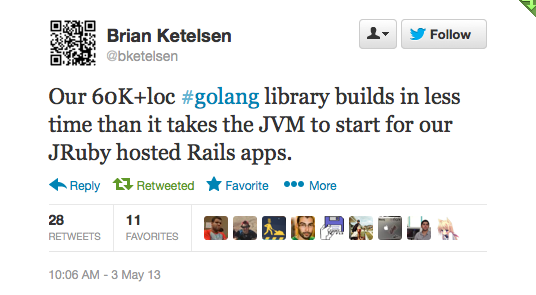 Brian Ketelsen
@bketelsen
Follow
Our 60K+loc #golang library builds in less
time than it takes the JVM to start for our
JRuby hosted Rails apps.
Reply Retweeted Favorite More
28 11
RETWEETS FAVORITES
10:06 AM - 3 May 13